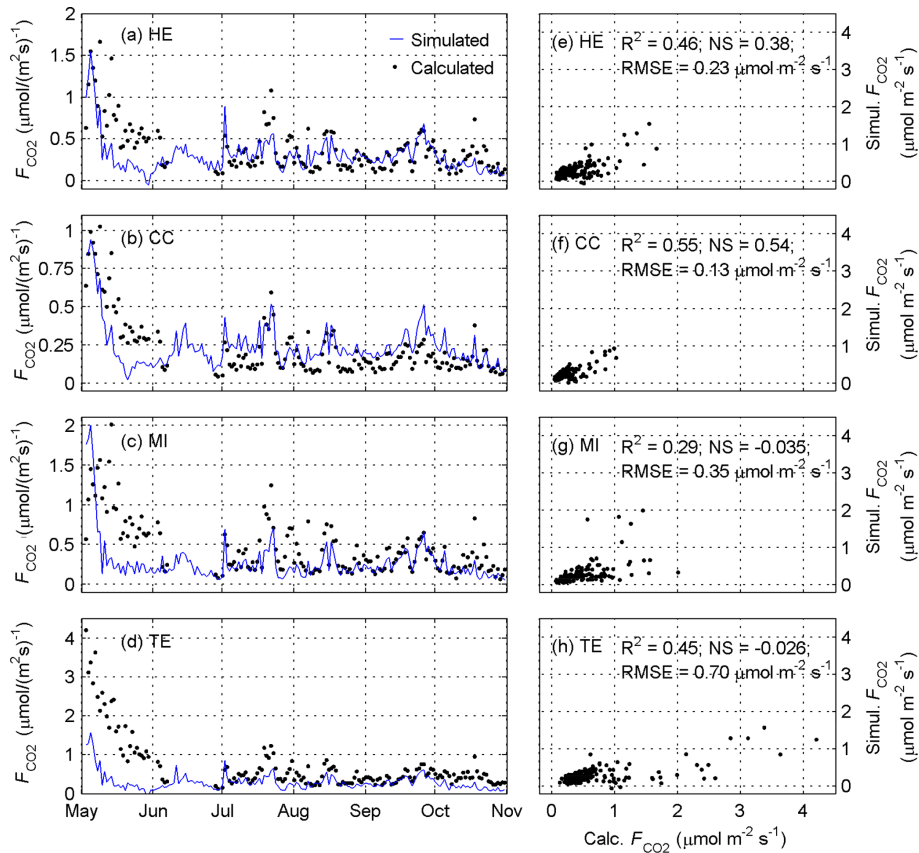 2
(a) HE
Simulated
Calculated
1.5
1
0.5
0
F_CO2 (μmol/(m²s)⁻¹)
(e) HE
R² = 0.46; NS = 0.38;
RMSE = 0.23 μmol m⁻² s⁻¹
4
3
2
1
0
Simul. F_CO2
(μmol m⁻² s⁻¹)
(b) CC
1
0.75
0.5
0.25
0
F_CO2 (μmol/(m²s)⁻¹)
(f) CC
R² = 0.55; NS = 0.54;
RMSE = 0.13 μmol m⁻² s⁻¹
4
3
2
1
0
Simul. F_CO2
(μmol m⁻² s⁻¹)
(c) MI
2
1.5
1
0.5
0
F_CO2 (μmol/(m²s)⁻¹)
(g) MI
R² = 0.29; NS = -0.035;
RMSE = 0.35 μmol m⁻² s⁻¹
4
3
2
1
0
Simul. F_CO2
(μmol m⁻² s⁻¹)
(d) TE
4
3
2
1
0
F_CO2 (μmol/(m²s)⁻¹)
May Jun Jul Aug Sep Oct Nov
(h) TE
R² = 0.45; NS = -0.026;
RMSE = 0.70 μmol m⁻² s⁻¹
4
3
2
1
0
Simul. F_CO2
(μmol m⁻² s⁻¹)
0 1 2 3 4
Calc. F_CO2 (μmol m⁻² s⁻¹)